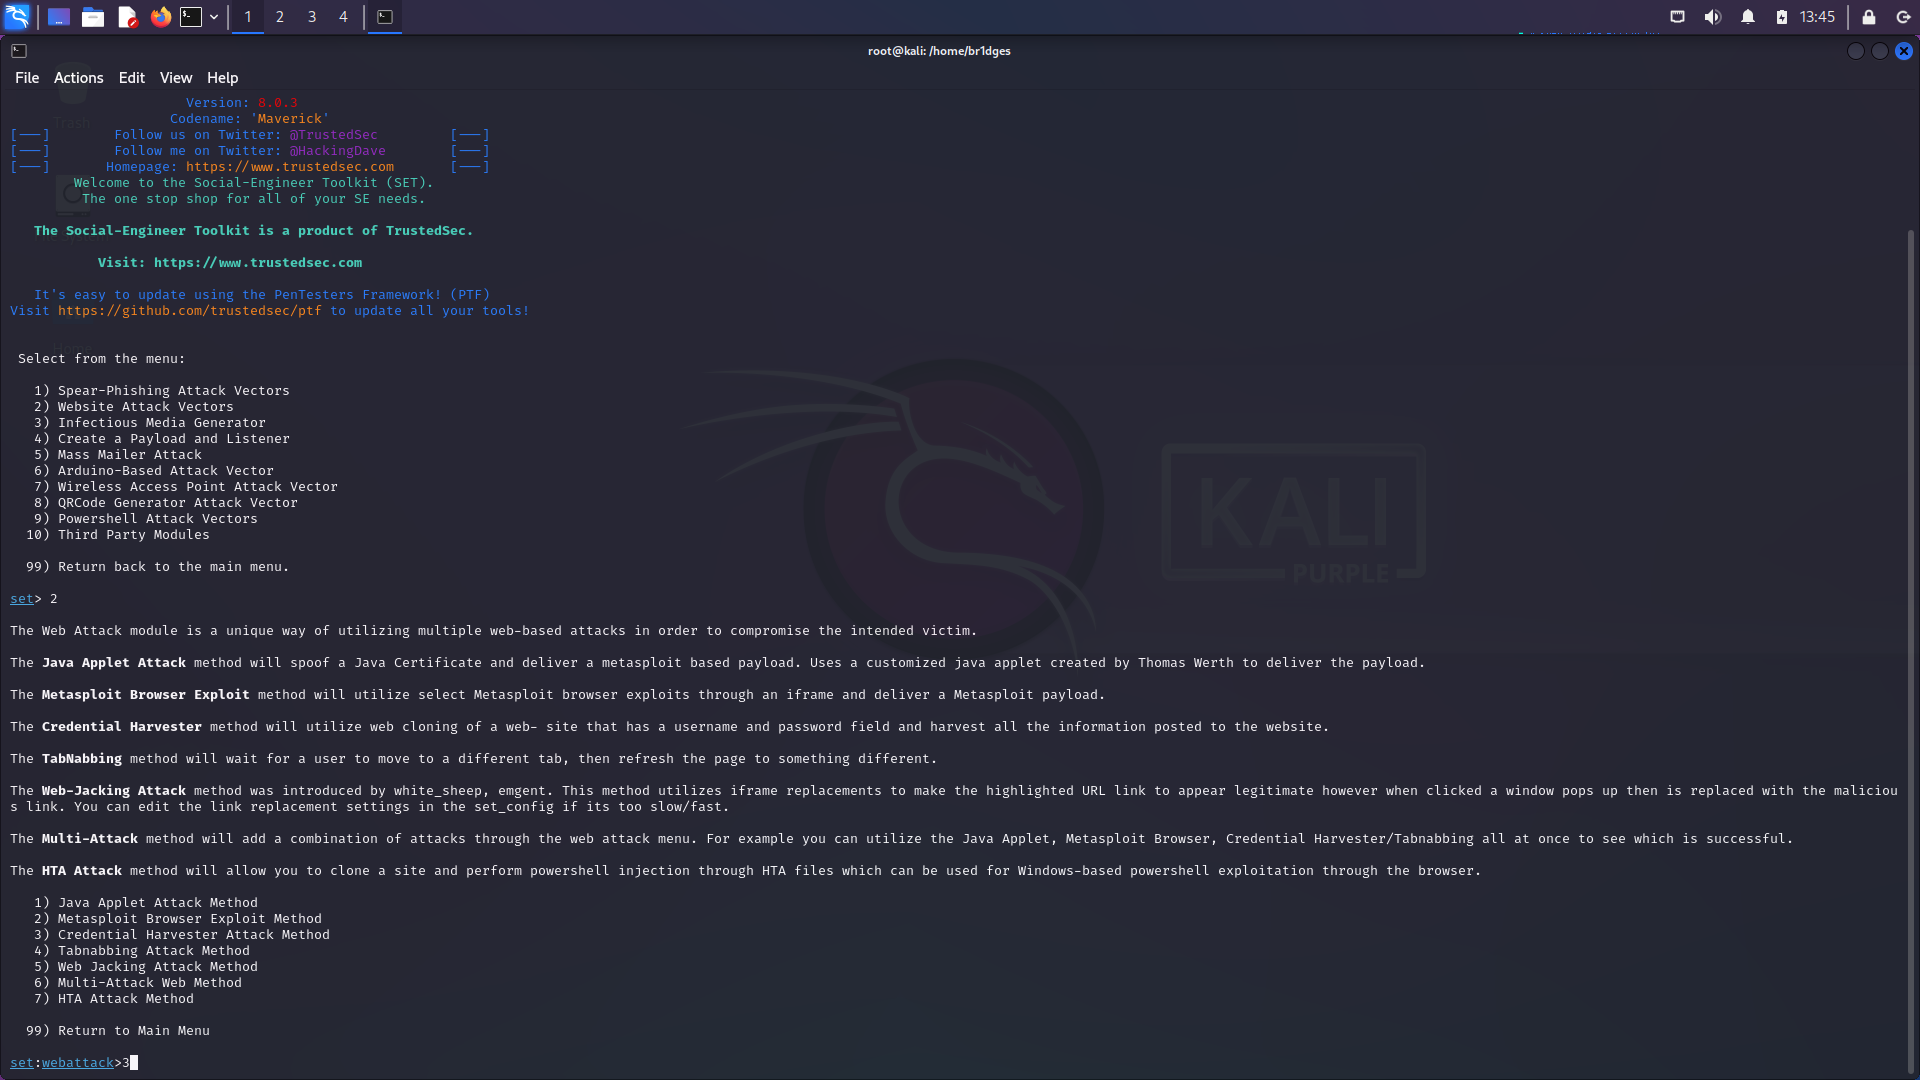 1 2 3 4 13:45
root@kali: /home/br1dges
File Actions Edit View Help
Version: 8.0.3
Codename: 'Maverick'
[---] Follow us on Twitter: @TrustedSec [---]
[---] Follow me on Twitter: @HackingDave [---]
[---] Homepage: https://www.trustedsec.com [---]
Welcome to the Social-Engineer Toolkit (SET).
The one stop shop for all of your SE needs.
The Social-Engineer Toolkit is a product of TrustedSec.
Visit: https://www.trustedsec.com
It's easy to update using the PenTesters Framework! (PTF)
Visit https://github.com/trustedsec/ptf to update all your tools!
Select from the menu:
1) Spear-Phishing Attack Vectors
2) Website Attack Vectors
3) Infectious Media Generator
4) Create a Payload and Listener
5) Mass Mailer Attack
6) Arduino-Based Attack Vector
7) Wireless Access Point Attack Vector
8) QRCode Generator Attack Vector
9) Powershell Attack Vectors
10) Third Party Modules
99) Return back to the main menu.
set> 2
The Web Attack module is a unique way of utilizing multiple web-based attacks in order to compromise the intended victim.
The Java Applet Attack method will spoof a Java Certificate and deliver a metasploit based payload. Uses a customized java applet created by Thomas Werth to deliver the payload.
The Metasploit Browser Exploit method will utilize select Metasploit browser exploits through an iframe and deliver a Metasploit payload.
The Credential Harvester method will utilize web cloning of a web- site that has a username and password field and harvest all the information posted to the website.
The TabNabbing method will wait for a user to move to a different tab, then refresh the page to something different.
The Web-Jacking Attack method was introduced by white_sheep, emgent. This method utilizes iframe replacements to make the highlighted URL link to appear legitimate however when clicked a window pops up then is replaced with the maliciou
s link. You can edit the link replacement settings in the set_config if its too slow/fast.
The Multi-Attack method will add a combination of attacks through the web attack menu. For example you can utilize the Java Applet, Metasploit Browser, Credential Harvester/Tabnabbing all at once to see which is successful.
The HTA Attack method will allow you to clone a site and perform powershell injection through HTA files which can be used for Windows-based powershell exploitation through the browser.
1) Java Applet Attack Method
2) Metasploit Browser Exploit Method
3) Credential Harvester Attack Method
4) Tabnabbing Attack Method
5) Web Jacking Attack Method
6) Multi-Attack Web Method
7) HTA Attack Method
99) Return to Main Menu
set:webattack>3
Trash
Home
KALI
PURPLE